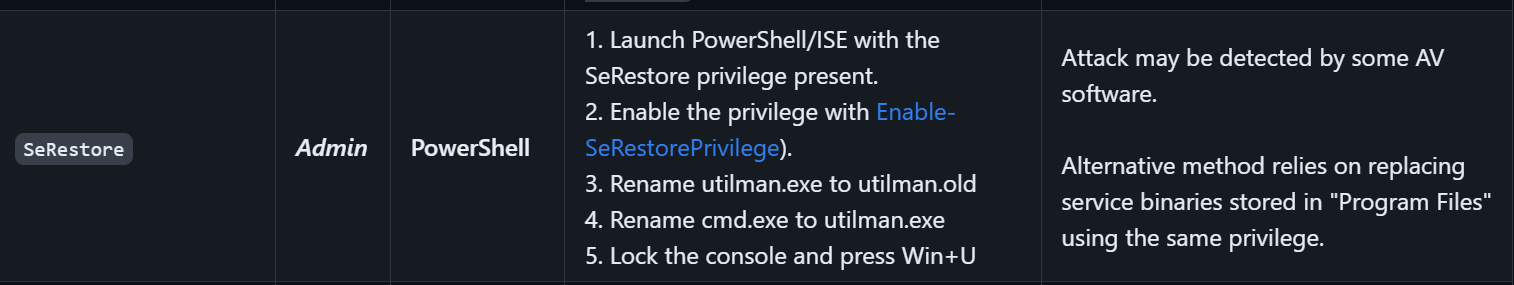 SeRestore
Admin
PowerShell
1. Launch PowerShell/ISE with the
SeRestore privilege present.
2. Enable the privilege with Enable-
SeRestorePrivilege).
3. Rename utilman.exe to utilman.old
4. Rename cmd.exe to utilman.exe
5. Lock the console and press Win+U
Attack may be detected by some AV
software.
Alternative method relies on replacing
service binaries stored in "Program Files"
using the same privilege.